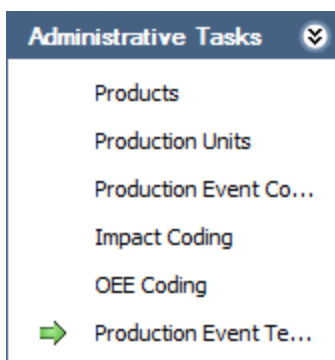 Administrative Tasks
Products
Production Units
Production Event Co...
Impact Coding
OEE Coding
Production Event Te...